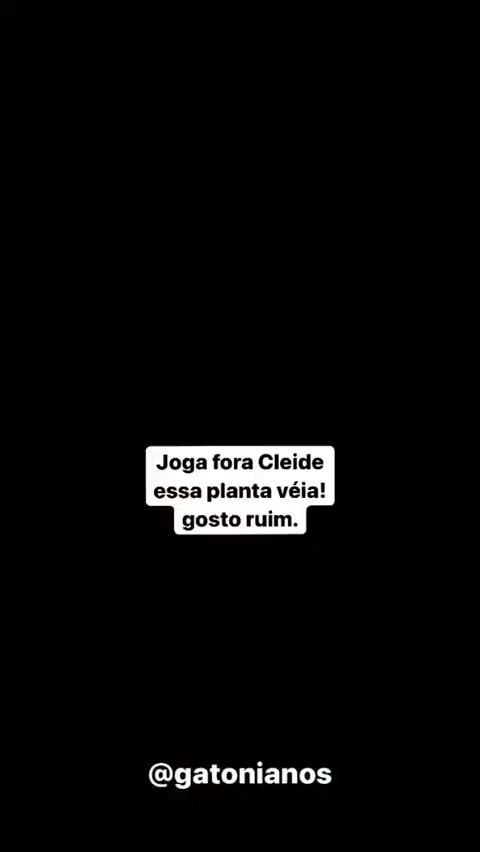 Joga fora Cleide
essa planta véia!
gosto ruim.
@gatonianos